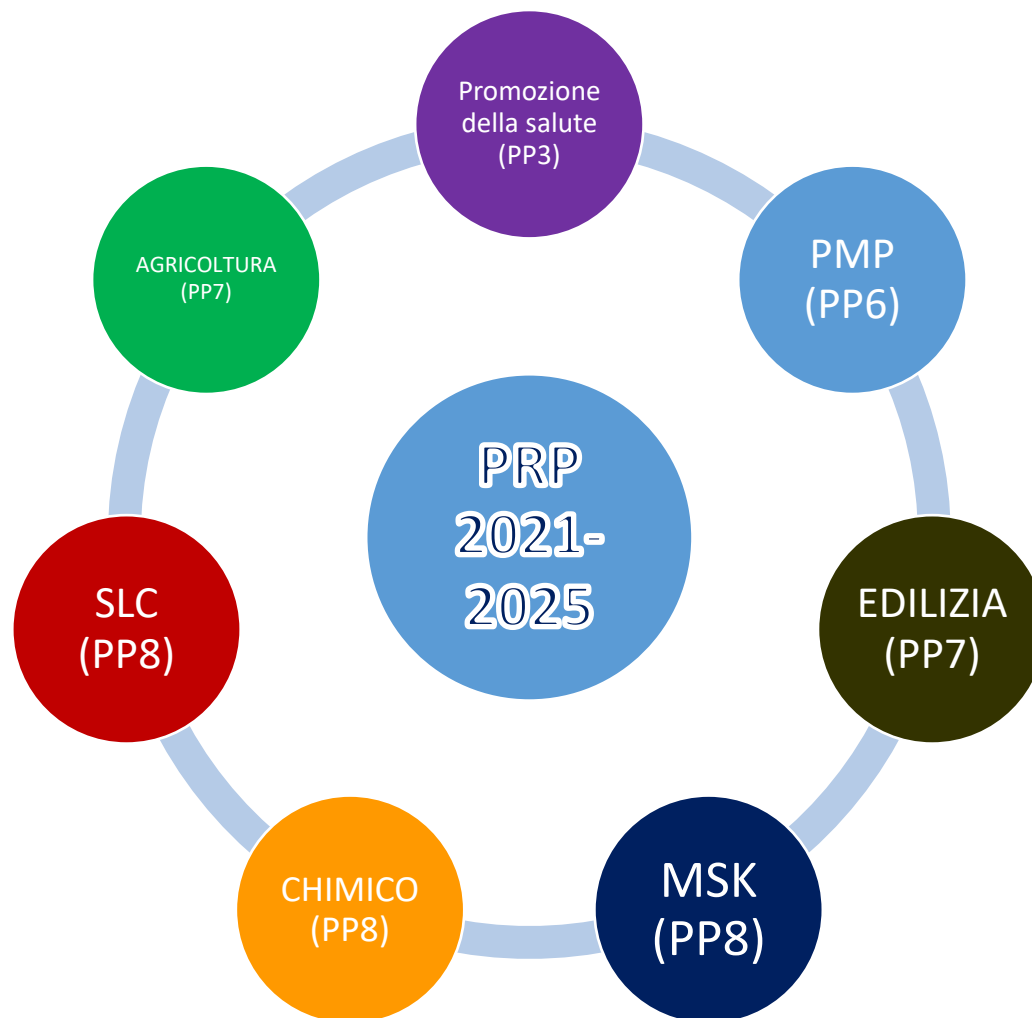 Promozione
della salute
(PP3)
PMP
(PP6)
EDILIZIA
(PP7)
MSK
(PP8)
CHIMICO
(PP8)
SLC
(PP8)
AGRICOLTURA
(PP7)
PRP
2021-
2025